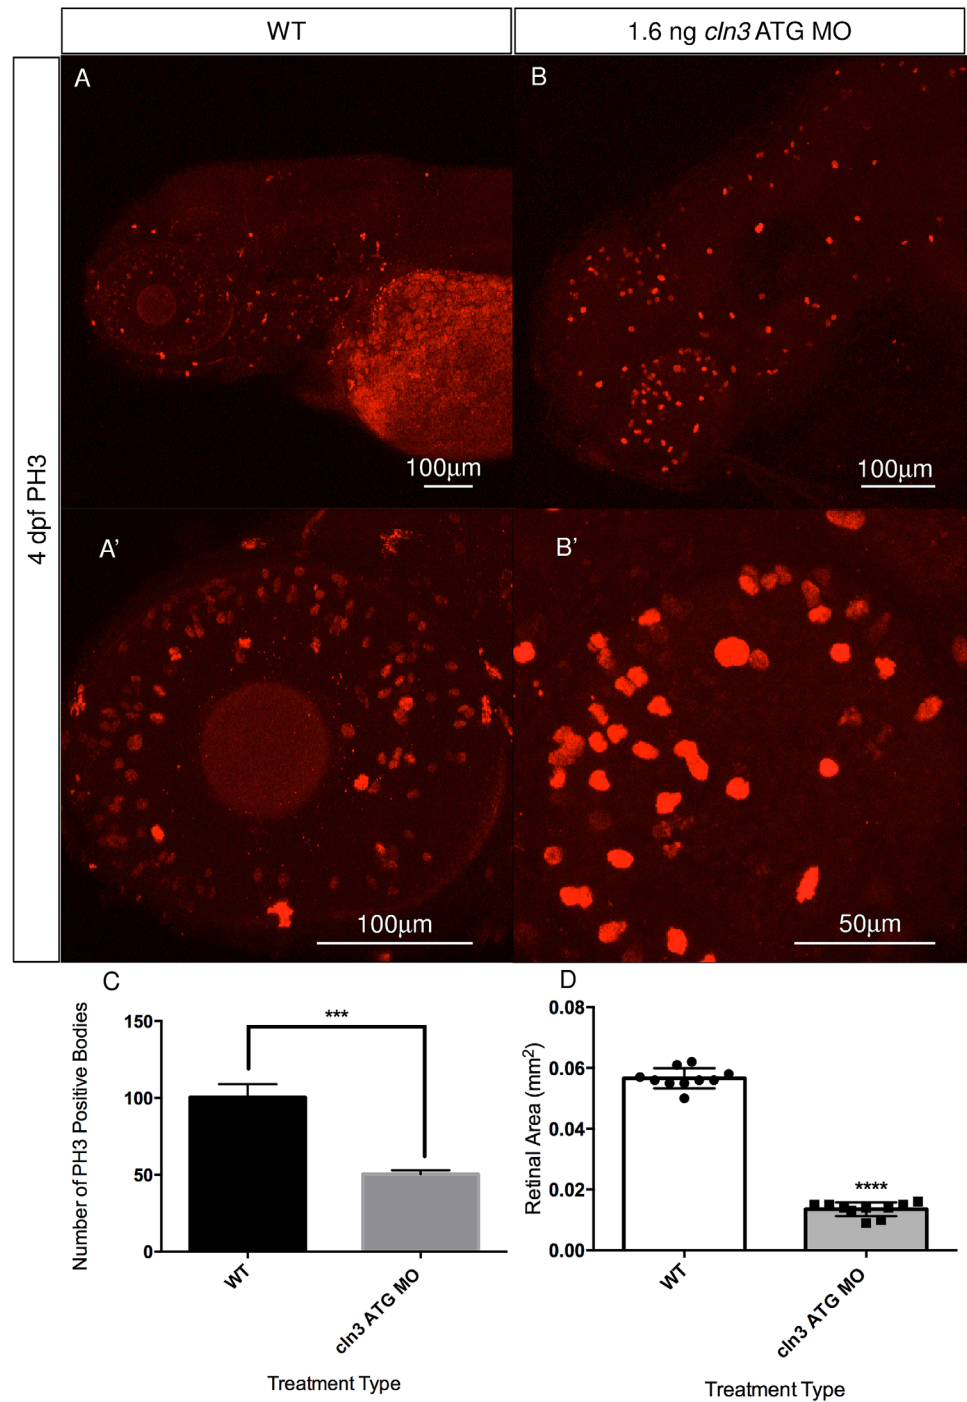 WT
1.6 ng cln3 ATG MO
4 dpf PH3
A
B
100μm
100μm
A'
B'
100μm
50μm
C
D
Number of PH3 Positive Bodies
150
100
50
0
***
WT
cln3 ATG MO
Treatment Type
Retinal Area (mm²)
0.08
0.06
0.04
0.02
0.00
****
WT
cln3 ATG MO
Treatment Type